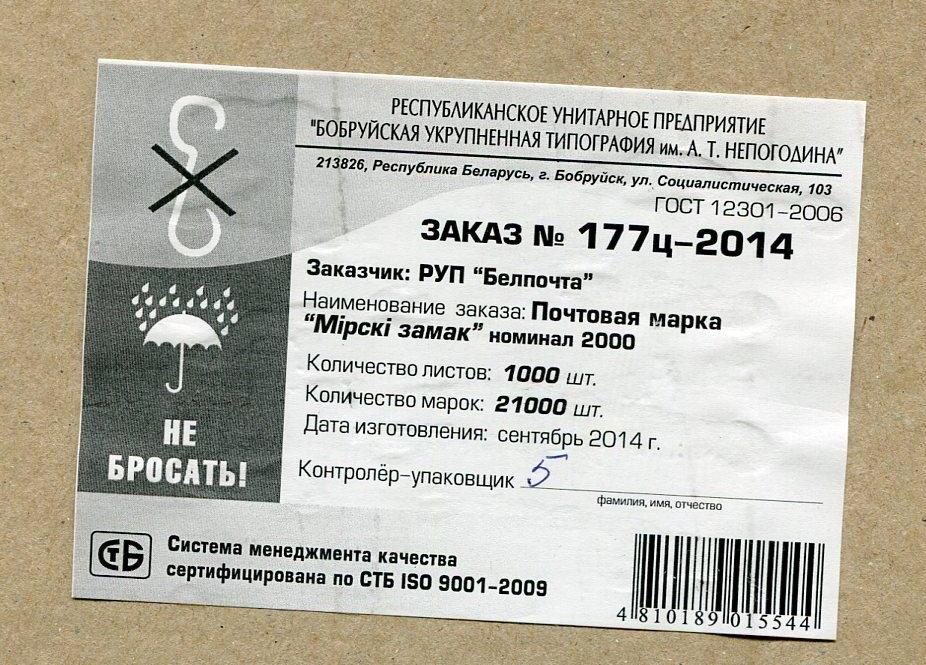 РЕСПУБЛИКАНСКОЕ УНИТАРНОЕ ПРЕДПРИЯТИЕ
"БОБРУЙСКАЯ УКРУПНЕННАЯ ТИПОГРАФИЯ им. А. Т. НЕПОГОДИНА"
213826, Республика Беларусь, г. Бобруйск, ул. Социалистическая, 103
ГОСТ 12301-2006
ЗАКАЗ № 177ц-2014
Заказчик: РУП "Белпочта"
Наименование заказа: Почтовая марка
"Мірскі замак" номинал 2000
Количество листов: 1000 шт.
Количество марок: 21000 шт.
Дата изготовления: сентябрь 2014 г.
Контролёр-упаковщик 5
фамилия, имя, отчество
НЕ
БРОСАТЬ!
СТБ
Система менеджмента качества
сертифицирована по СТБ ISO 9001-2009
4 810189 015544